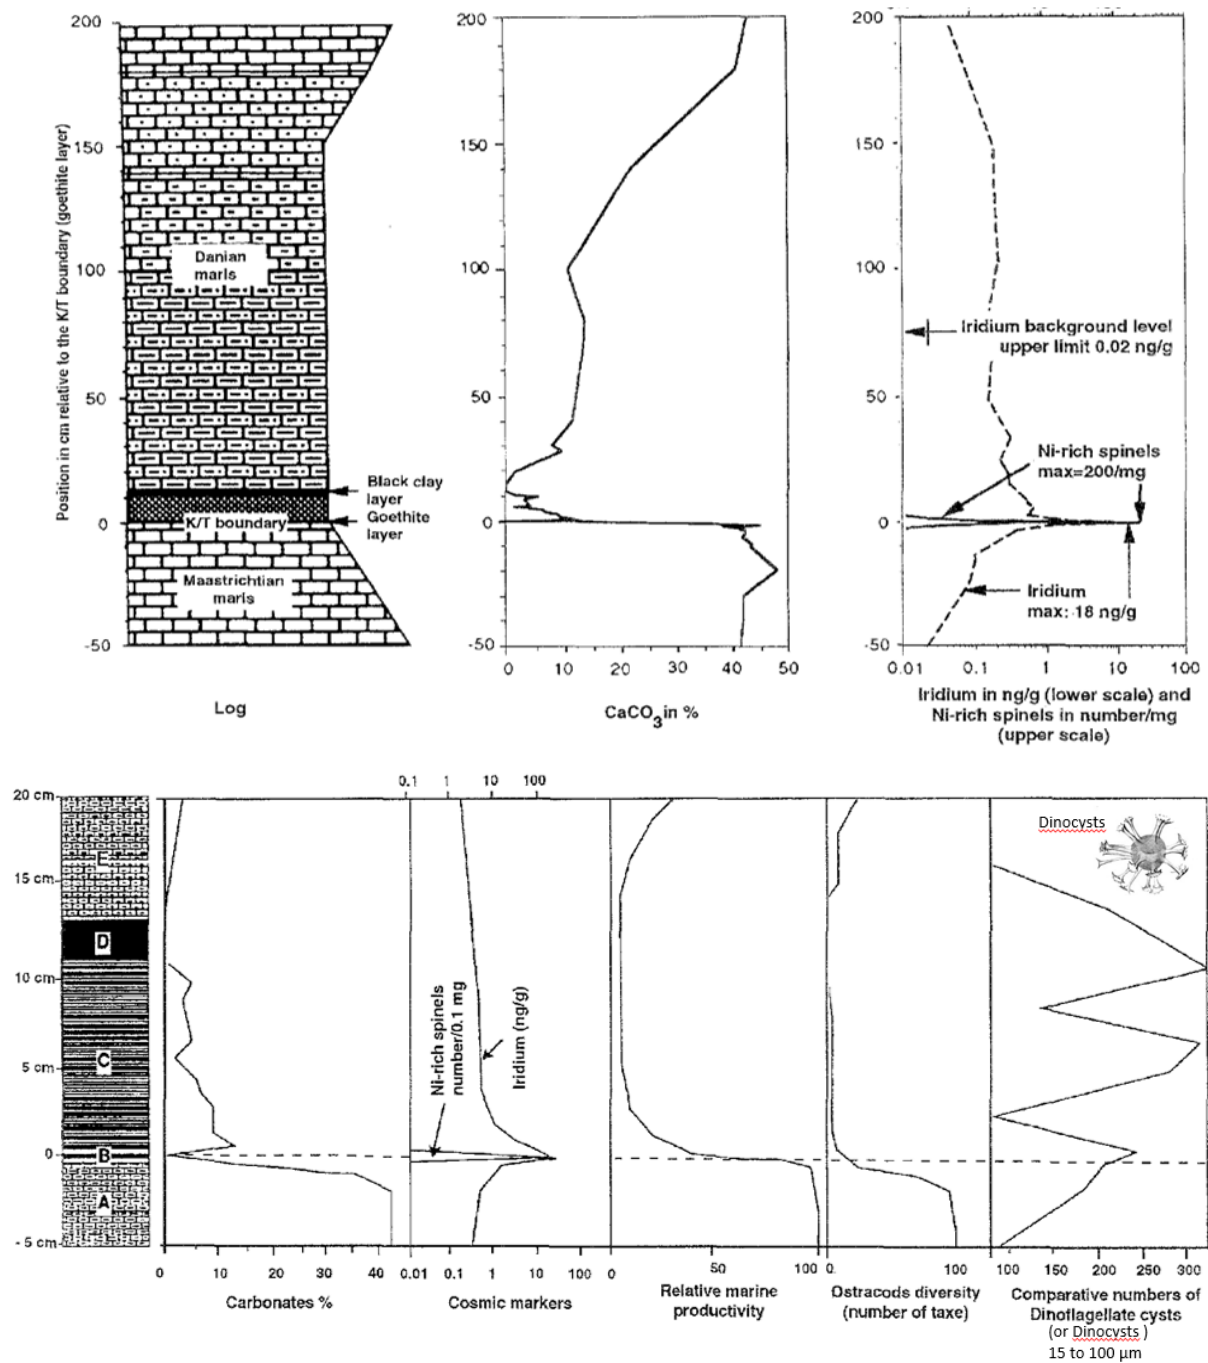 200
150
100
50
0
-50
Position in cm relative to the K/T boundary (goethite layer)
Danian
marls
Black clay
layer
K/T boundary
Goethite
layer
Maastrichtian
marls
Log
200
150
100
50
0
-50
0 10 20 30 40 50
CaCO3 in %
0.1 1 10 100
200
150
100
50
0
-50
Iridium background level
upper limit 0.02 ng/g
Ni-rich spinels
max=200/mg
Iridium
max: 18 ng/g
0.01 0.1 1 10 100
Iridium in ng/g (lower scale) and
Ni-rich spinels in number/mg
(upper scale)
20 cm
15 cm
10 cm
5 cm
0
- 5 cm
E
D
C
B
A
0 10 20 30 40
Carbonates %
0.1 1 10 100
Ni-rich spinels
number/0.1 mg
Iridium (ng/g)
0.01 0.1 1 10 100
Cosmic markers
0 50 100
Relative marine
productivity
0. 100
Ostracods diversity
(number of taxe)
Dinocysts
100 150 200 250 300
Comparative numbers of
Dinoflagellate cysts
(or Dinocysts )
15 to 100 µm